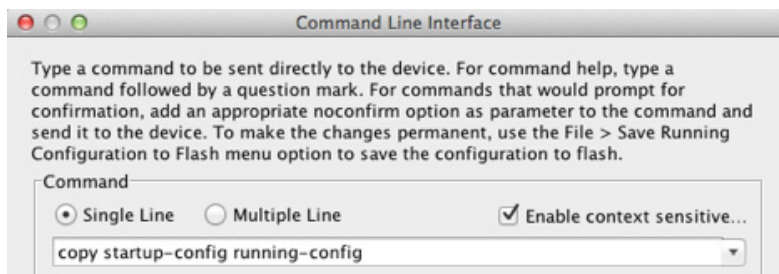 Command Line Interface
Type a command to be sent directly to the device. For command help, type a
command followed by a question mark. For commands that would prompt for
confirmation, add an appropriate noconfirm option as parameter to the command and
send it to the device. To make the changes permanent, use the File > Save Running
Configuration to Flash menu option to save the configuration to flash.
Command
Single Line Multiple Line Enable context sensitive...
copy startup-config running-config